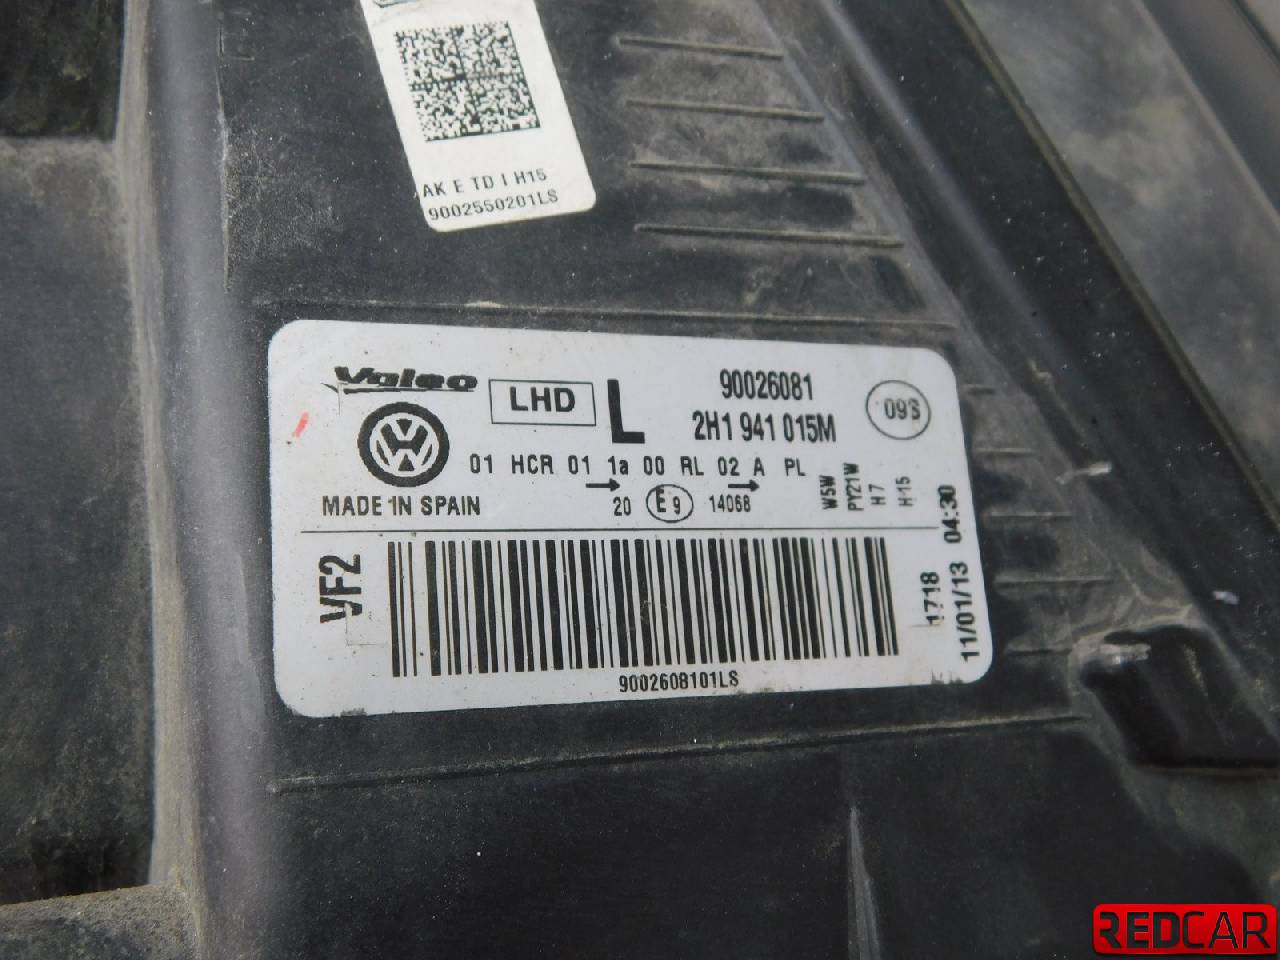 AK E TD I H15
9002550201LS
Valeo
LHD
L
90026081
2H1 941 015M
09S
01 HCR 01 1a 00 RL 02 A PL
MADE IN SPAIN
20 E9 14068
W5W
PY21W
H7
H15
VF2
1718
11/01/13 04:30
9002608101LS
REDCAR